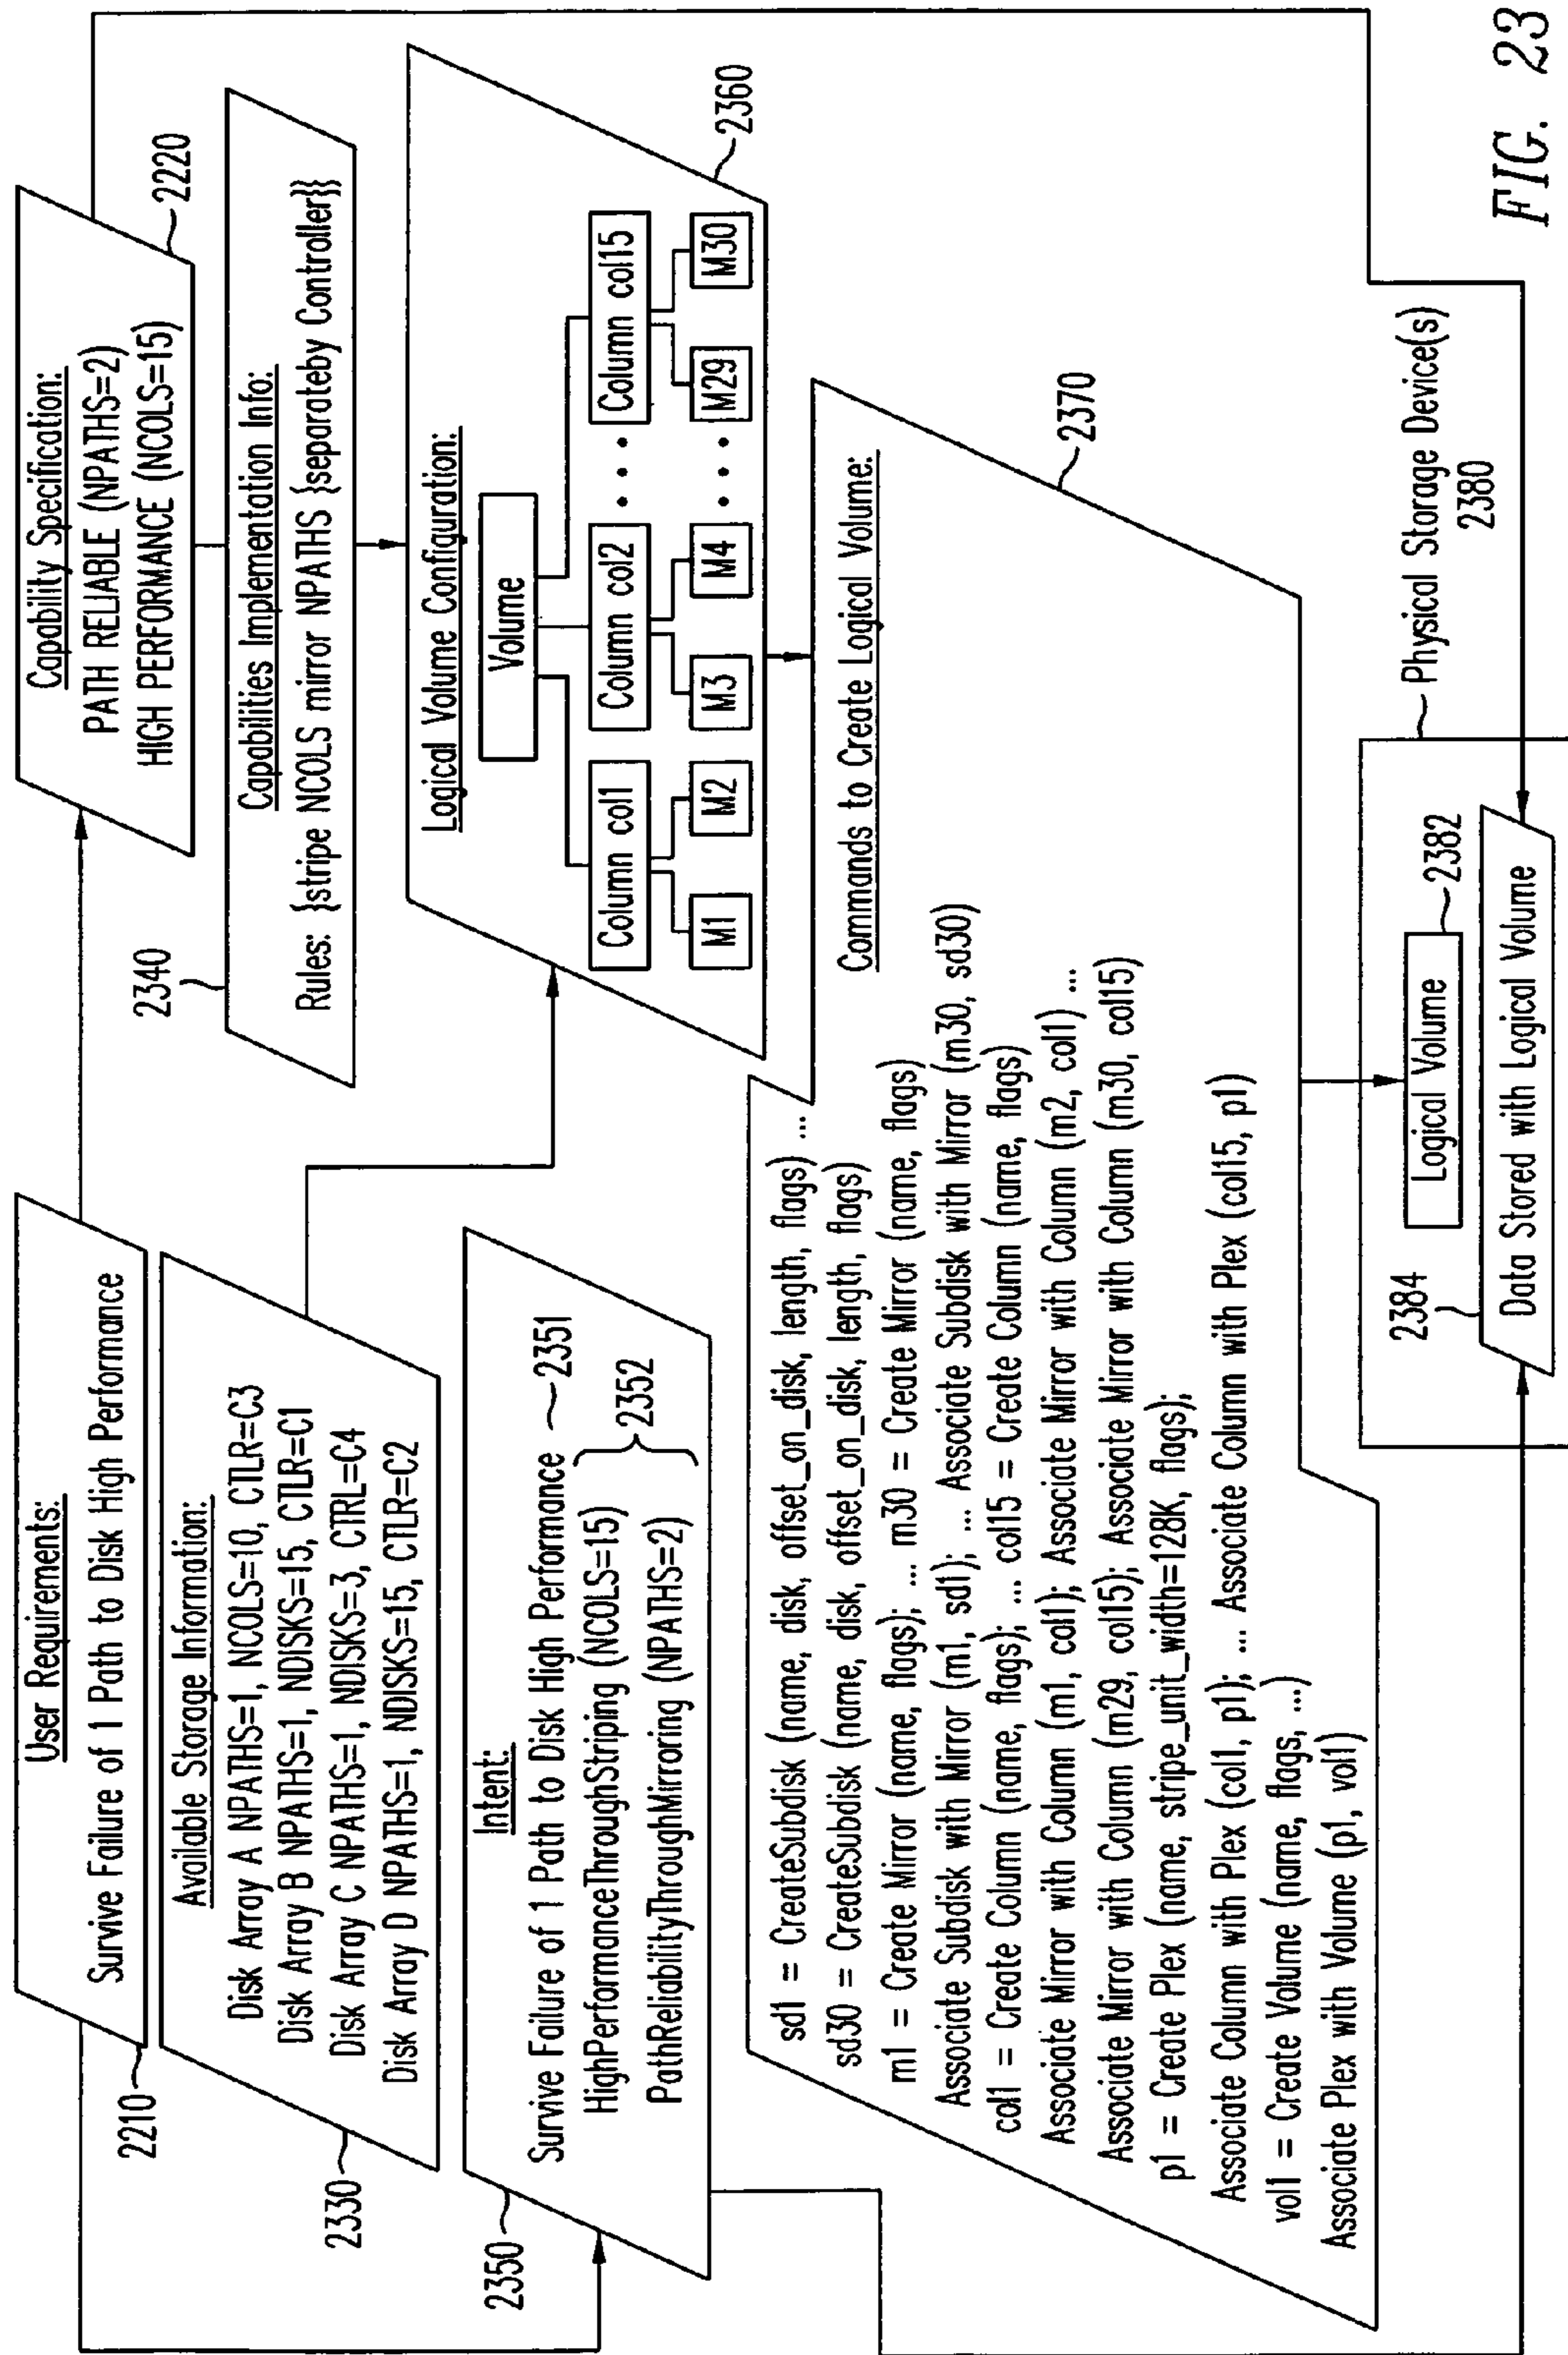 User Requirements:
Survive Failure of 1 Path to Disk High Performance
2210
Capability Specification:
PATH RELIABLE (NPATHS=2)
HIGH PERFORMANCE (NCOLS=15)
2220
Available Storage Information:
Disk Array A NPATHS=1, NCOLS=10, CTLR=C3
Disk Array B NPATHS=1, NDISKS=15, CTLR=C1
Disk Array C NPATHS=1, NDISKS=3, CTRL=C4
Disk Array D NPATHS=1, NDISKS=15, CTLR=C2
2330
2340
Capabilities Implementation Info:
Rules: }stripe NCOLS mirror NPATHS }separateby Controller}}
Intent:
Survive Failure of 1 Path to Disk High Performance
2351
HighPerformanceThroughStriping (NCOLS=15)
PathReliabilityThroughMirroring (NPATHS=2)
2352
2350
Logical Volume Configuration:
Volume
Column col1
Column col2
• • •
Column col15
M1
M2
M3
M4
• • •
M29
M30
2360
Commands to Create Logical Volume:
sd1 = CreateSubdisk (name, disk, offset_on_disk, length, flags) ...
sd30 = CreateSubdisk (name, disk, offset_on_disk, length, flags)
m1 = Create Mirror (name, flags); ... m30 = Create Mirror (name, flags)
Associate Subdisk with Mirror (m1, sd1); ... Associate Subdisk with Mirror (m30, sd30)
col1 = Create Column (name, flags); ... col15 = Create Column (name, flags)
Associate Mirror with Column (m1, col1); Associate Mirror with Column (m2, col1) ...
Associate Mirror with Column (m29, col15); Associate Mirror with Column (m30, col15)
p1 = Create Plex (name, stripe_unit_width=128K, flags);
Associate Column with Plex (col1, p1); ... Associate Column with Plex (col15, p1)
vol1 = Create Volume (name, flags, ...)
Associate Plex with Volume (p1, vol1)
2370
Physical Storage Device(s)
2380
Logical Volume
2382
2384
Data Stored with Logical Volume
FIG. 23